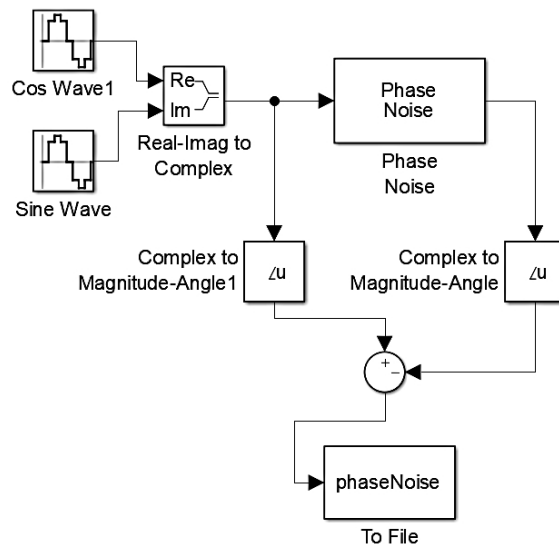 Cos Wave1
Re
Im
Real-Imag to
Complex
Sine Wave
Phase
Noise
Phase
Noise
Complex to
Magnitude-Angle1
∠u
Complex to
Magnitude-Angle
∠u
+
−
phaseNoise
To File